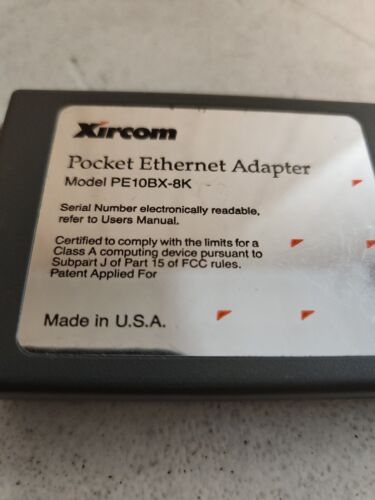 Xircom
Pocket Ethernet Adapter
Model PE10BX-8K
Serial Number electronically readable,
refer to Users Manual.
Certified to comply with the limits for a
Class A computing device pursuant to
Subpart J of Part 15 of FCC rules.
Patent Applied For
Made in U.S.A.